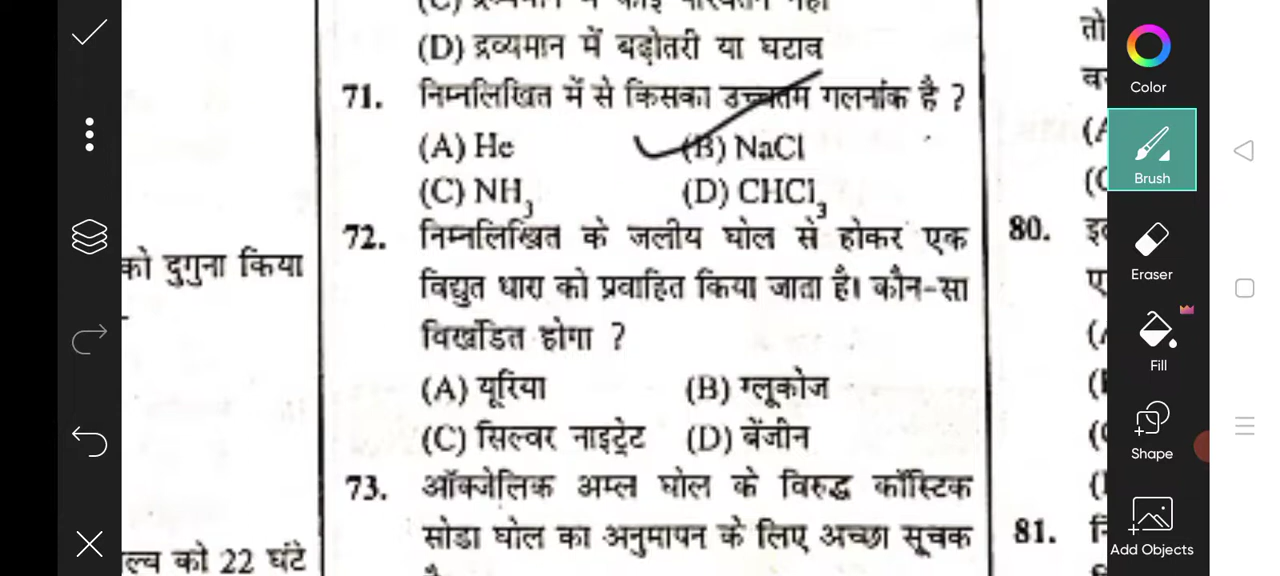 (D) द्रव्यमान में बढ़ोतरी या घटाव
71. निम्नलिखित में से किसका उच्चतम गलनांक है ?
(A) He (B) NaCl
(C) NH3 (D) CHCl3
72. निम्नलिखित के जलीय घोल से होकर एक
विद्युत धारा को प्रवाहित किया जाता है। कौन-सा
विखंडित होगा ?
(A) यूरिया (B) ग्लूकोज
(C) सिल्वर नाइट्रेट (D) बेंजीन
73. ऑक्जेलिक अम्ल घोल के विरुद्ध कॉस्टिक
सोडा घोल का अनुमापन के लिए अच्छा सूचक
को दुगुना किया
को 22 घंटे
तो
80.
81.
Color
Brush
Eraser
Fill
Shape
Add Objects